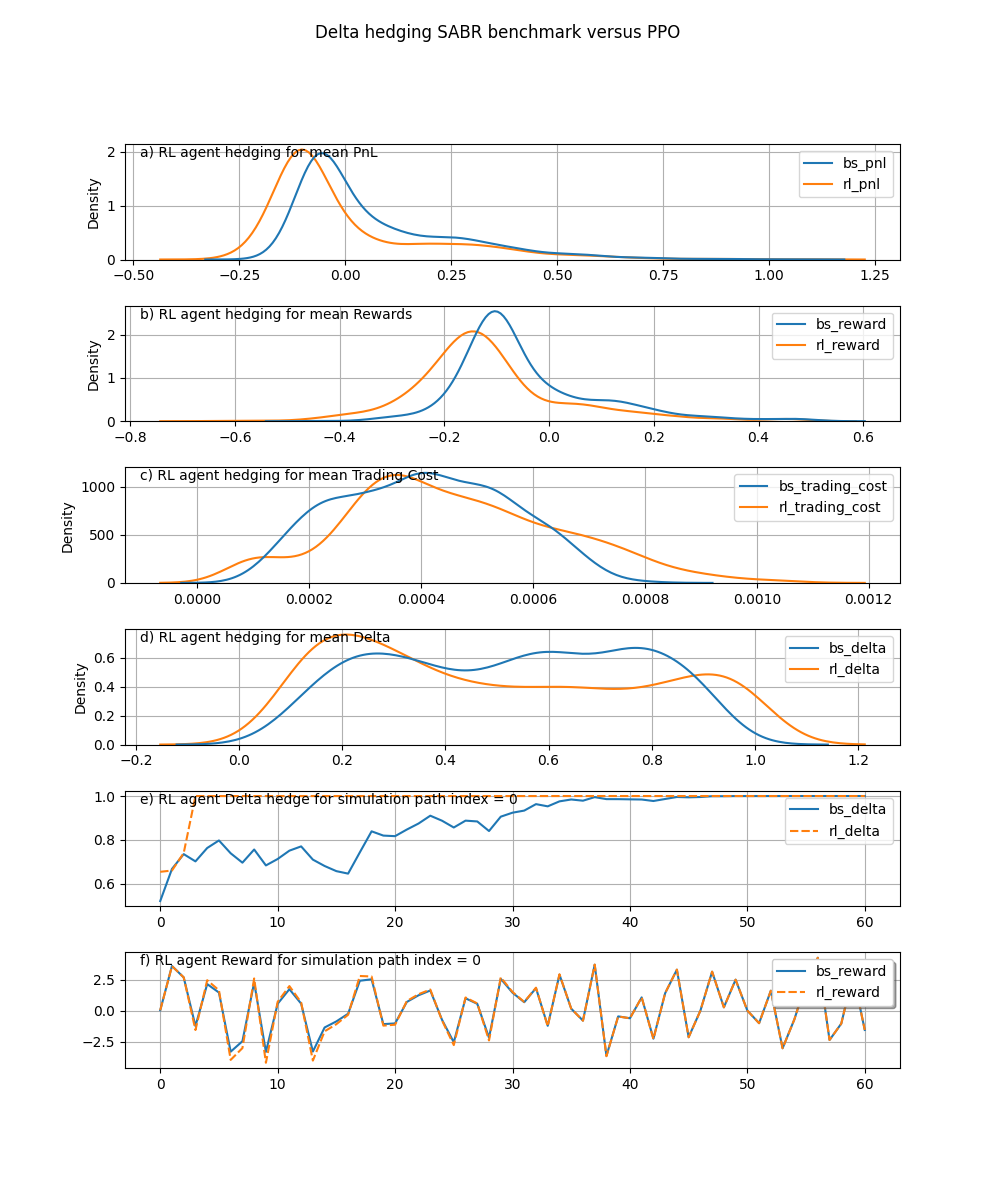 Delta hedging SABR benchmark versus PPO
a) RL agent hedging for mean PnL
bs_pnl
rl_pnl
Density
2
1
0
−0.50 −0.25 0.00 0.25 0.50 0.75 1.00 1.25
b) RL agent hedging for mean Rewards
bs_reward
rl_reward
Density
2
1
0
−0.8 −0.6 −0.4 −0.2 0.0 0.2 0.4 0.6
c) RL agent hedging for mean Trading Cost
bs_trading_cost
rl_trading_cost
Density
1000
500
0
0.0000 0.0002 0.0004 0.0006 0.0008 0.0010 0.0012
d) RL agent hedging for mean Delta
bs_delta
rl_delta
Density
0.6
0.4
0.2
0.0
−0.2 0.0 0.2 0.4 0.6 0.8 1.0 1.2
e) RL agent Delta hedge for simulation path index = 0
bs_delta
rl_delta
1.0
0.8
0.6
0 10 20 30 40 50 60
f) RL agent Reward for simulation path index = 0
bs_reward
rl_reward
2.5
0.0
−2.5
0 10 20 30 40 50 60